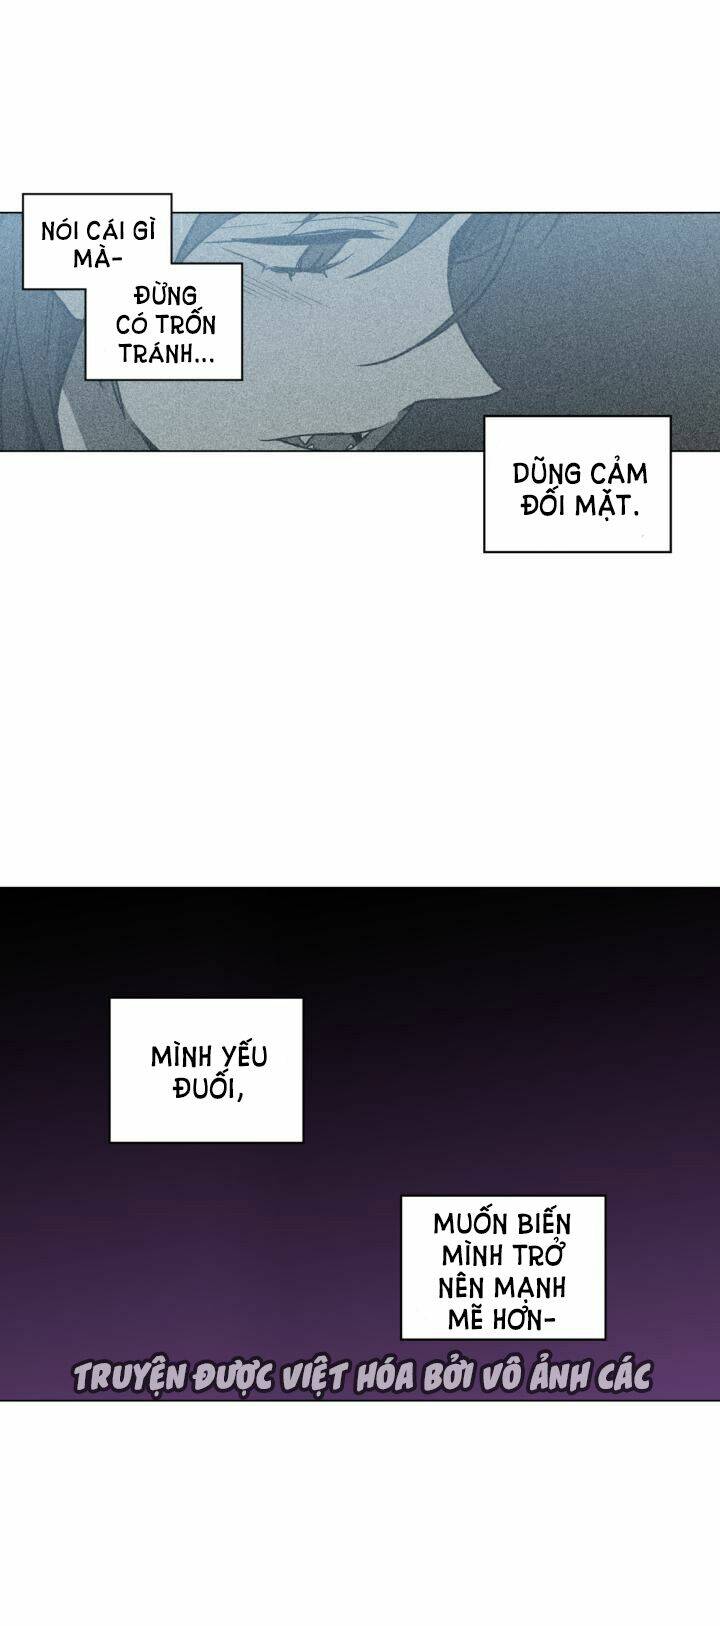 NÓI CÁI GÌ
MÀ-
ĐỪNG
CÓ TRỐN
TRÁNH...
DŨNG CẢM
ĐỐI MẶT.
MÌNH YẾU
ĐUỐI,
MUỐN BIẾN
MÌNH TRỞ
NÊN MẠNH
MẼ HƠN-
TRUYỆN ĐƯỢC VIỆT HÓA BỞI VÔ ẢNH CÁC